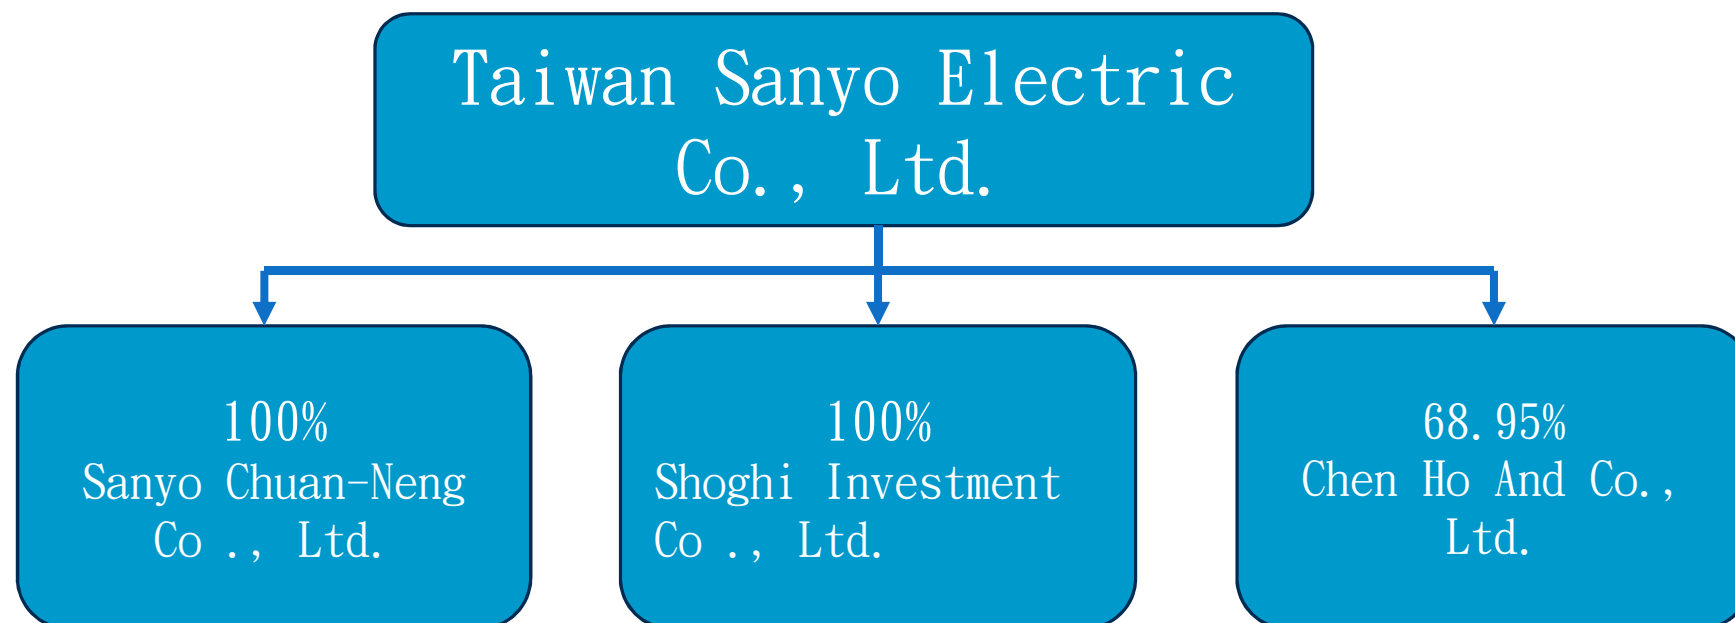 Taiwan Sanyo Electric
Co., Ltd.
100%
Sanyo Chuan-Neng
Co ., Ltd.
100%
Shoghi Investment
Co ., Ltd.
68.95%
Chen Ho And Co.,
Ltd.